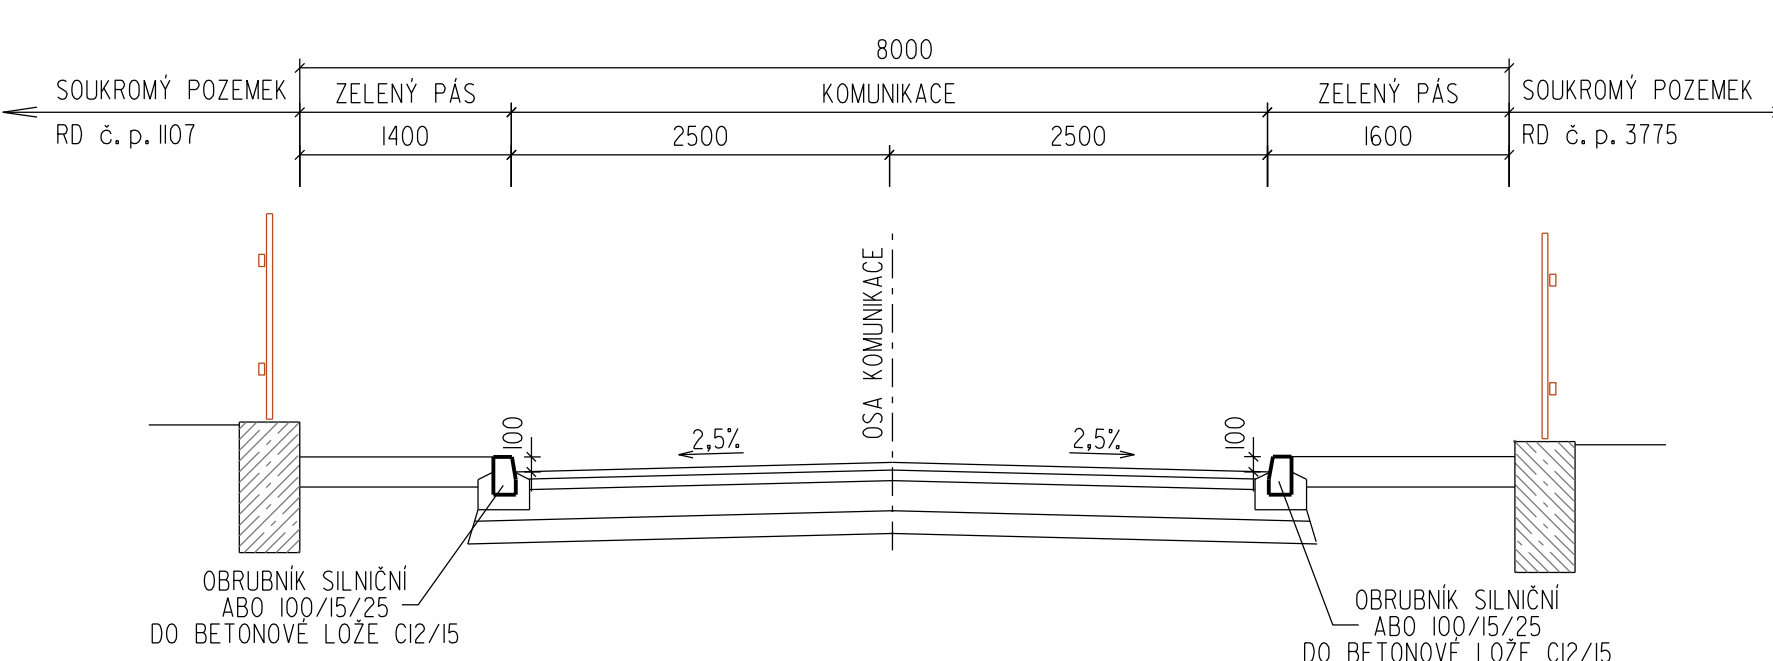 8000
SOUKROMÝ POZEMEK
ZELENÝ PÁS
KOMUNIKACE
ZELENÝ PÁS
SOUKROMÝ POZEMEK
RD č.p.1107
1400
2500
2500
1600
RD č.p.3775
OSA KOMUNIKACE
100
2,5%
2,5%
100
OBRUBNÍK SILNIČNÍ
ABO 100/15/25
DO BETONOVÉ LOŽE C12/15
OBRUBNÍK SILNIČNÍ
ABO 100/15/25
DO BETONOVÉ LOŽE C12/15